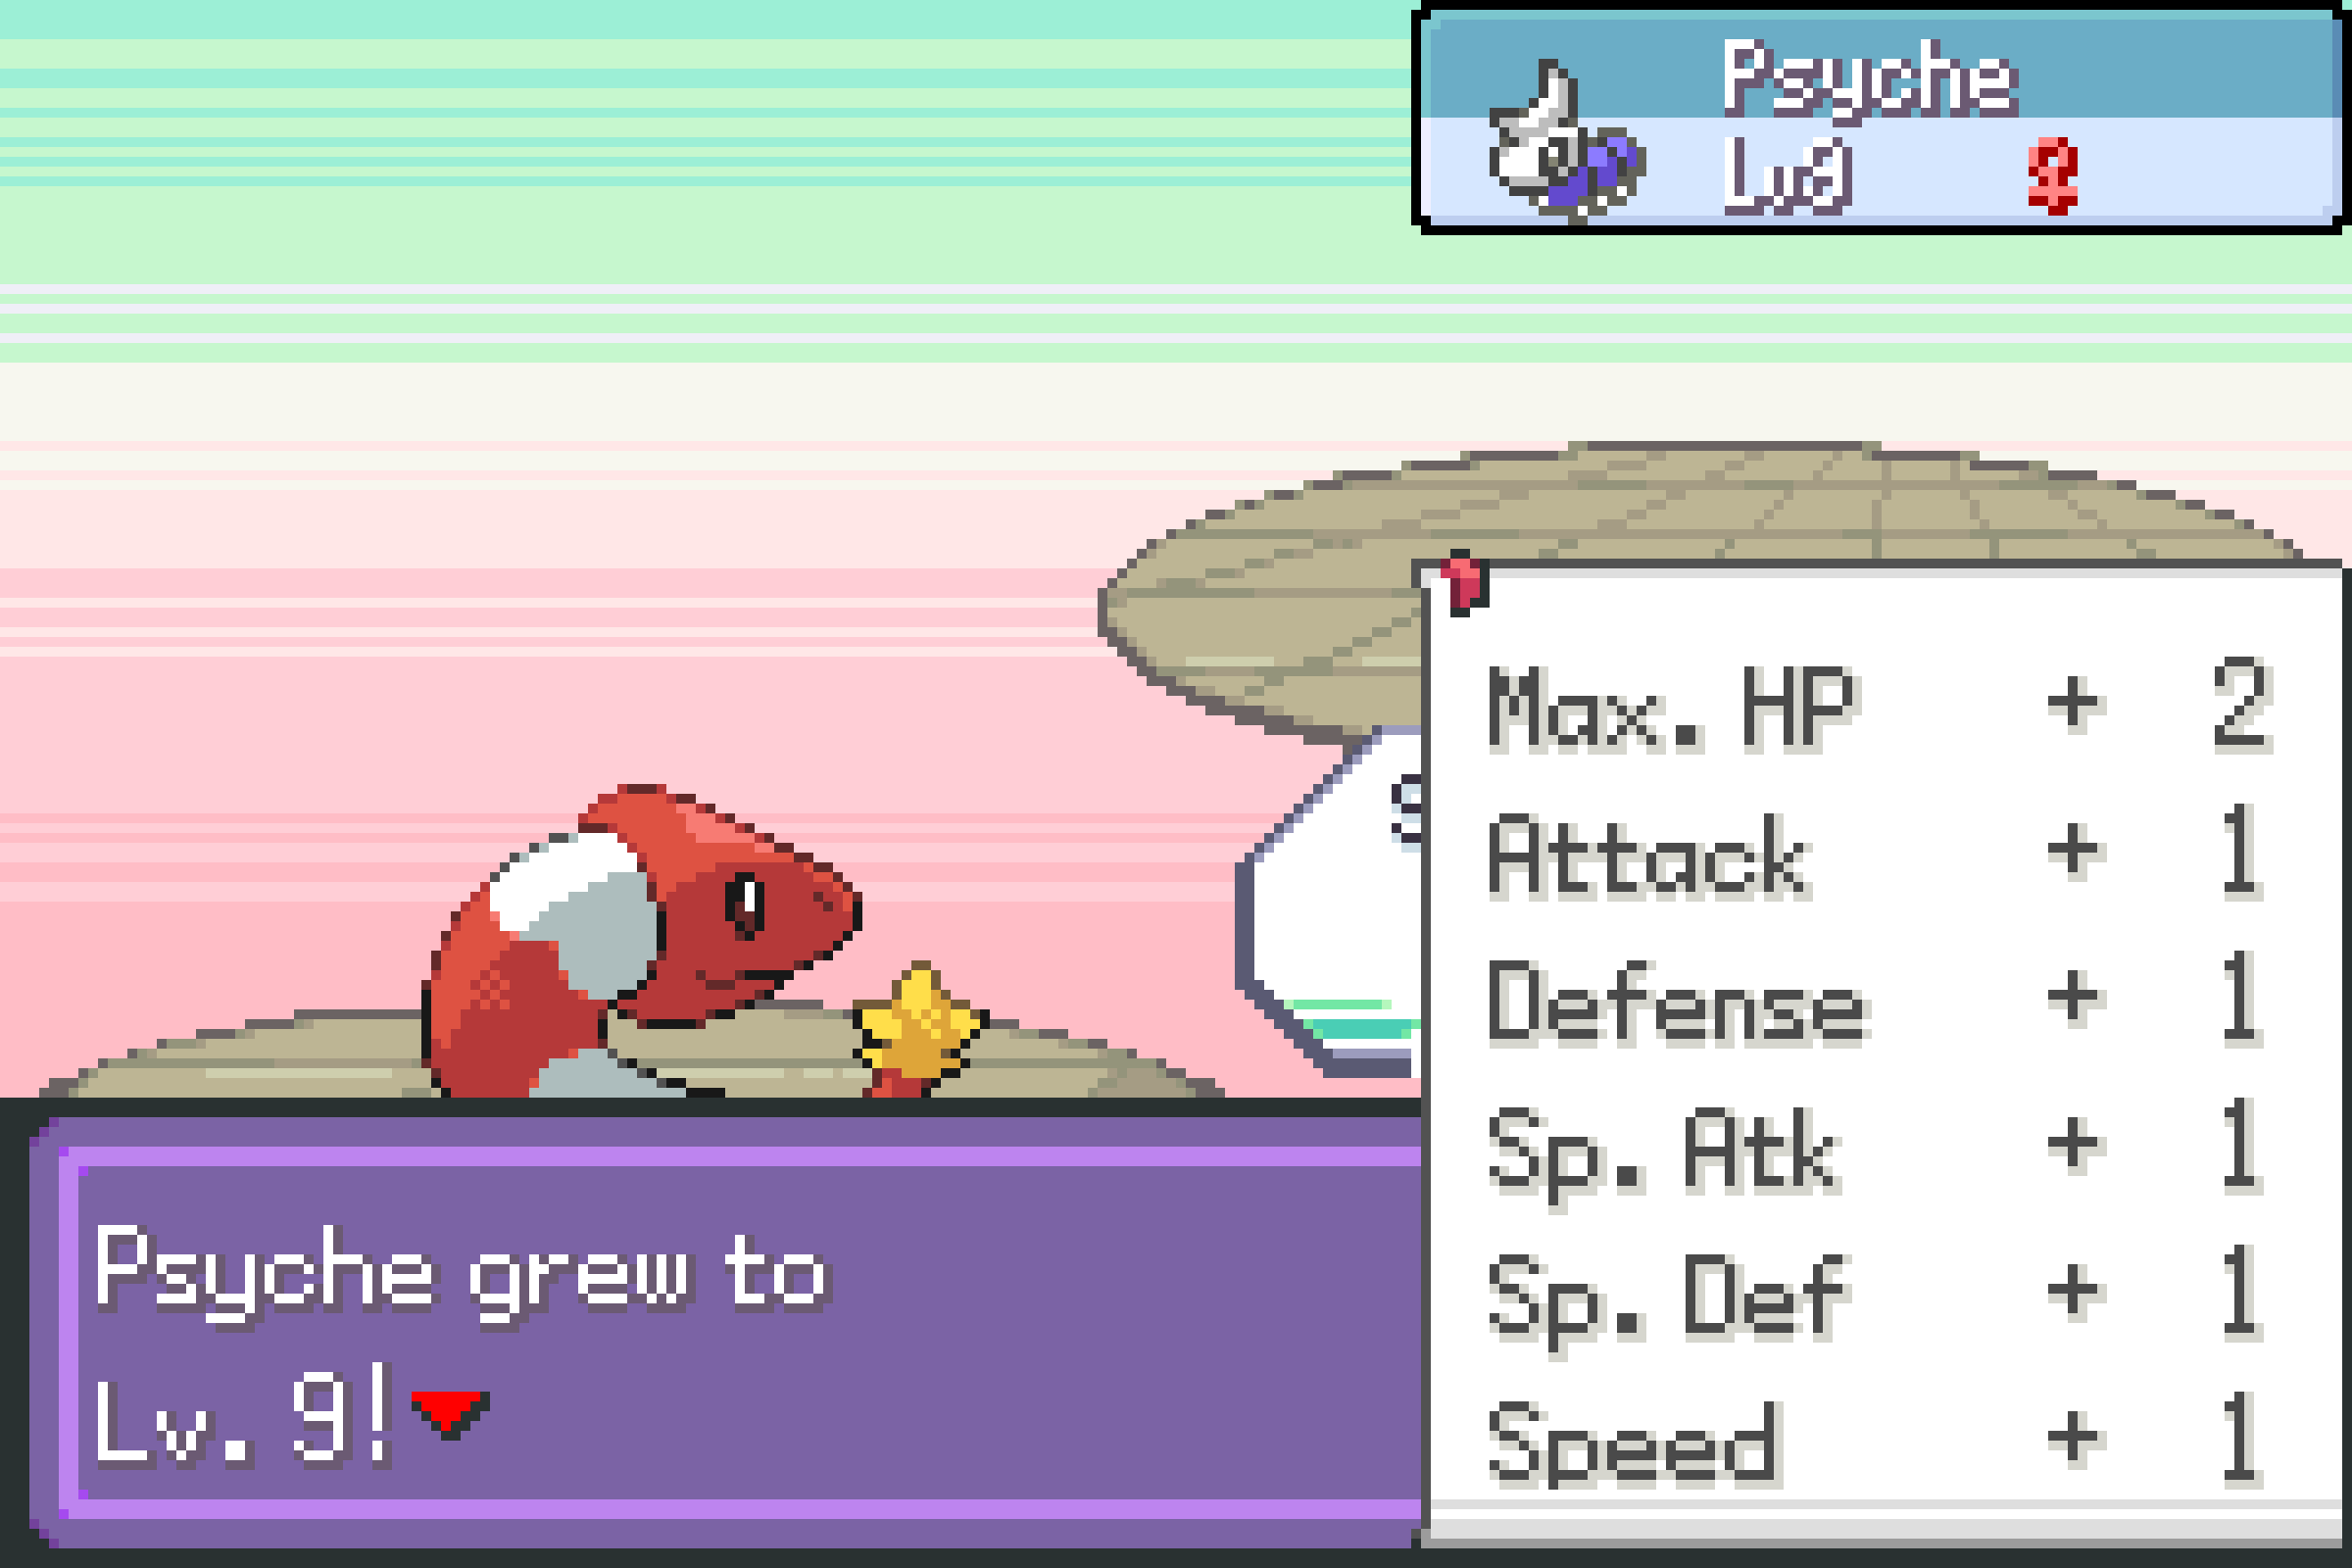 Psyche
Lv9 ♀
S
Max. HP + 2
Attack + 1
Defense + 1
Sp. Atk + 1
Sp. Def + 1
Speed + 1
Psyche grew to
Lv. 9!